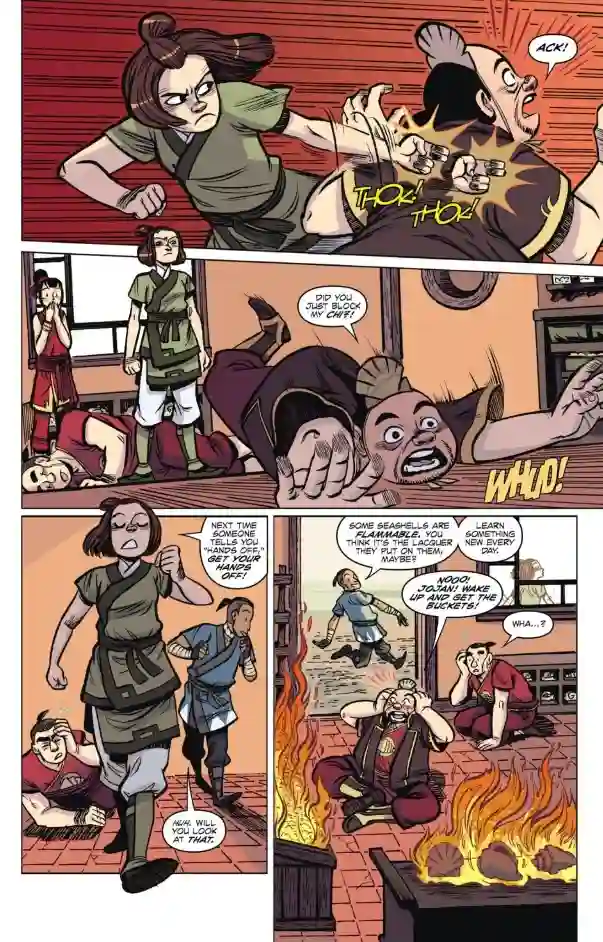 ACK!
THOK!
THOK!
DID YOU
JUST BLOCK
MY CHI?!
WHUD!
NEXT TIME
SOMEONE
TELLS YOU
"HANDS OFF,"
GET YOUR
HANDS
OFF!
HUH. WILL
YOU LOOK
AT THAT.
SOME SEASHELLS ARE
FLAMMABLE. YOU
THINK IT'S THE LACQUER
THEY PUT ON THEM,
MAYBE?
LEARN
SOMETHING
NEW EVERY
DAY.
NOOO!
JOJAN! WAKE
UP AND GET THE
BUCKETS!
WHA...?